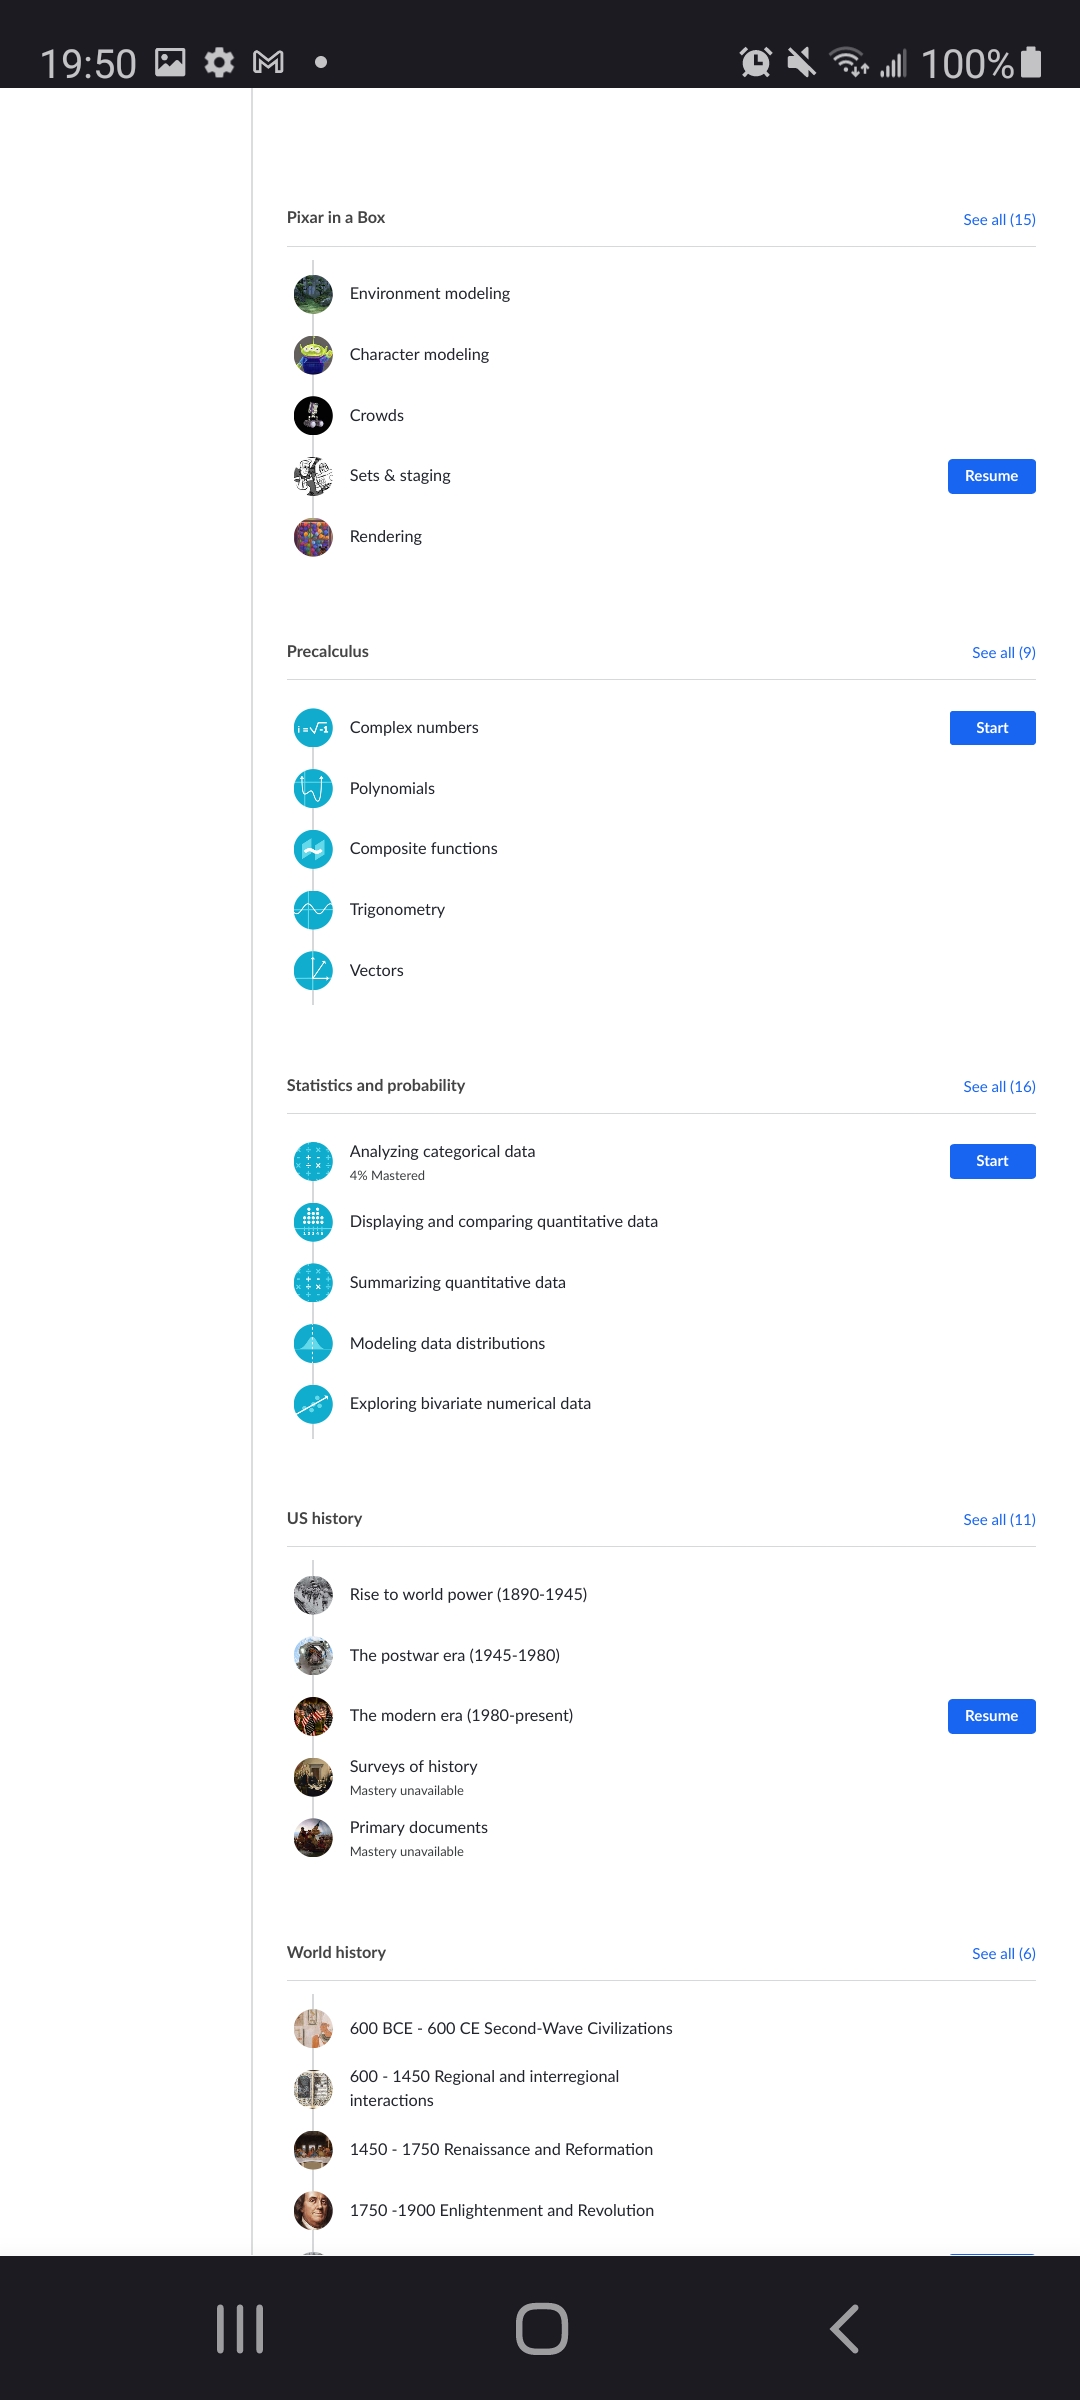 19:50
100%
Pixar in a Box
See all (15)
Environment modeling
Character modeling
Crowds
Sets & staging
Resume
Rendering
Precalculus
See all (9)
i = √-1
Complex numbers
Start
Polynomials
Composite functions
Trigonometry
Vectors
Statistics and probability
See all (16)
Analyzing categorical data
4% Mastered
Start
Displaying and comparing quantitative data
Summarizing quantitative data
Modeling data distributions
Exploring bivariate numerical data
US history
See all (11)
Rise to world power (1890-1945)
The postwar era (1945-1980)
The modern era (1980-present)
Resume
Surveys of history
Mastery unavailable
Primary documents
Mastery unavailable
World history
See all (6)
600 BCE - 600 CE Second-Wave Civilizations
600 - 1450 Regional and interregional
interactions
1450 - 1750 Renaissance and Reformation
1750 -1900 Enlightenment and Revolution